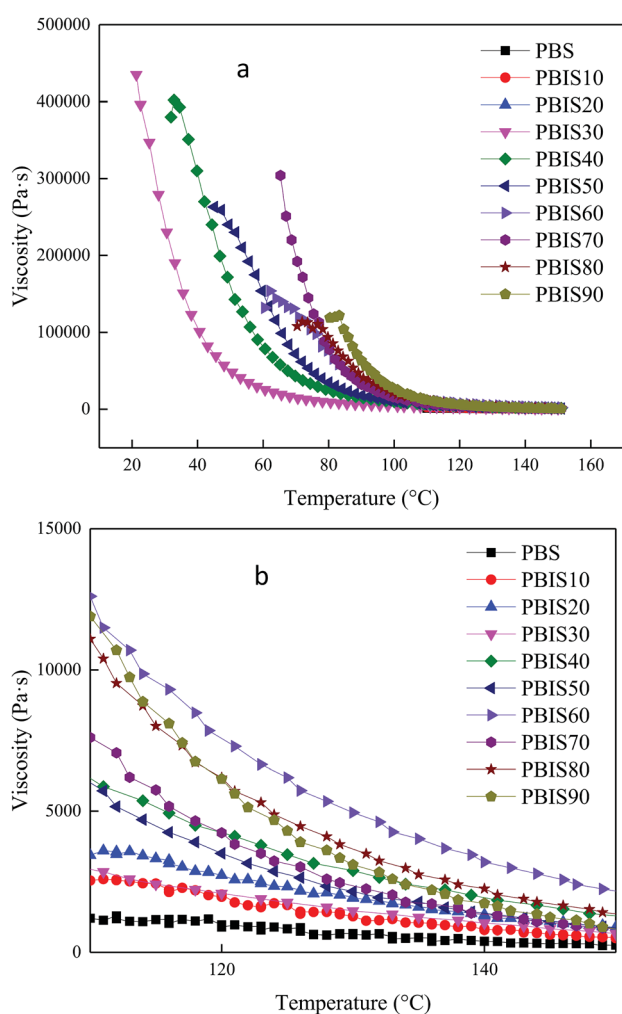 500000
400000
300000
200000
100000
0
Viscosity (Pa·s)
a
PBS
PBIS10
PBIS20
PBIS30
PBIS40
PBIS50
PBIS60
PBIS70
PBIS80
PBIS90
20 40 60 80 100 120 140 160
Temperature (°C)
15000
10000
5000
0
Viscosity (Pa·s)
b
PBS
PBIS10
PBIS20
PBIS30
PBIS40
PBIS50
PBIS60
PBIS70
PBIS80
PBIS90
120 140
Temperature (°C)